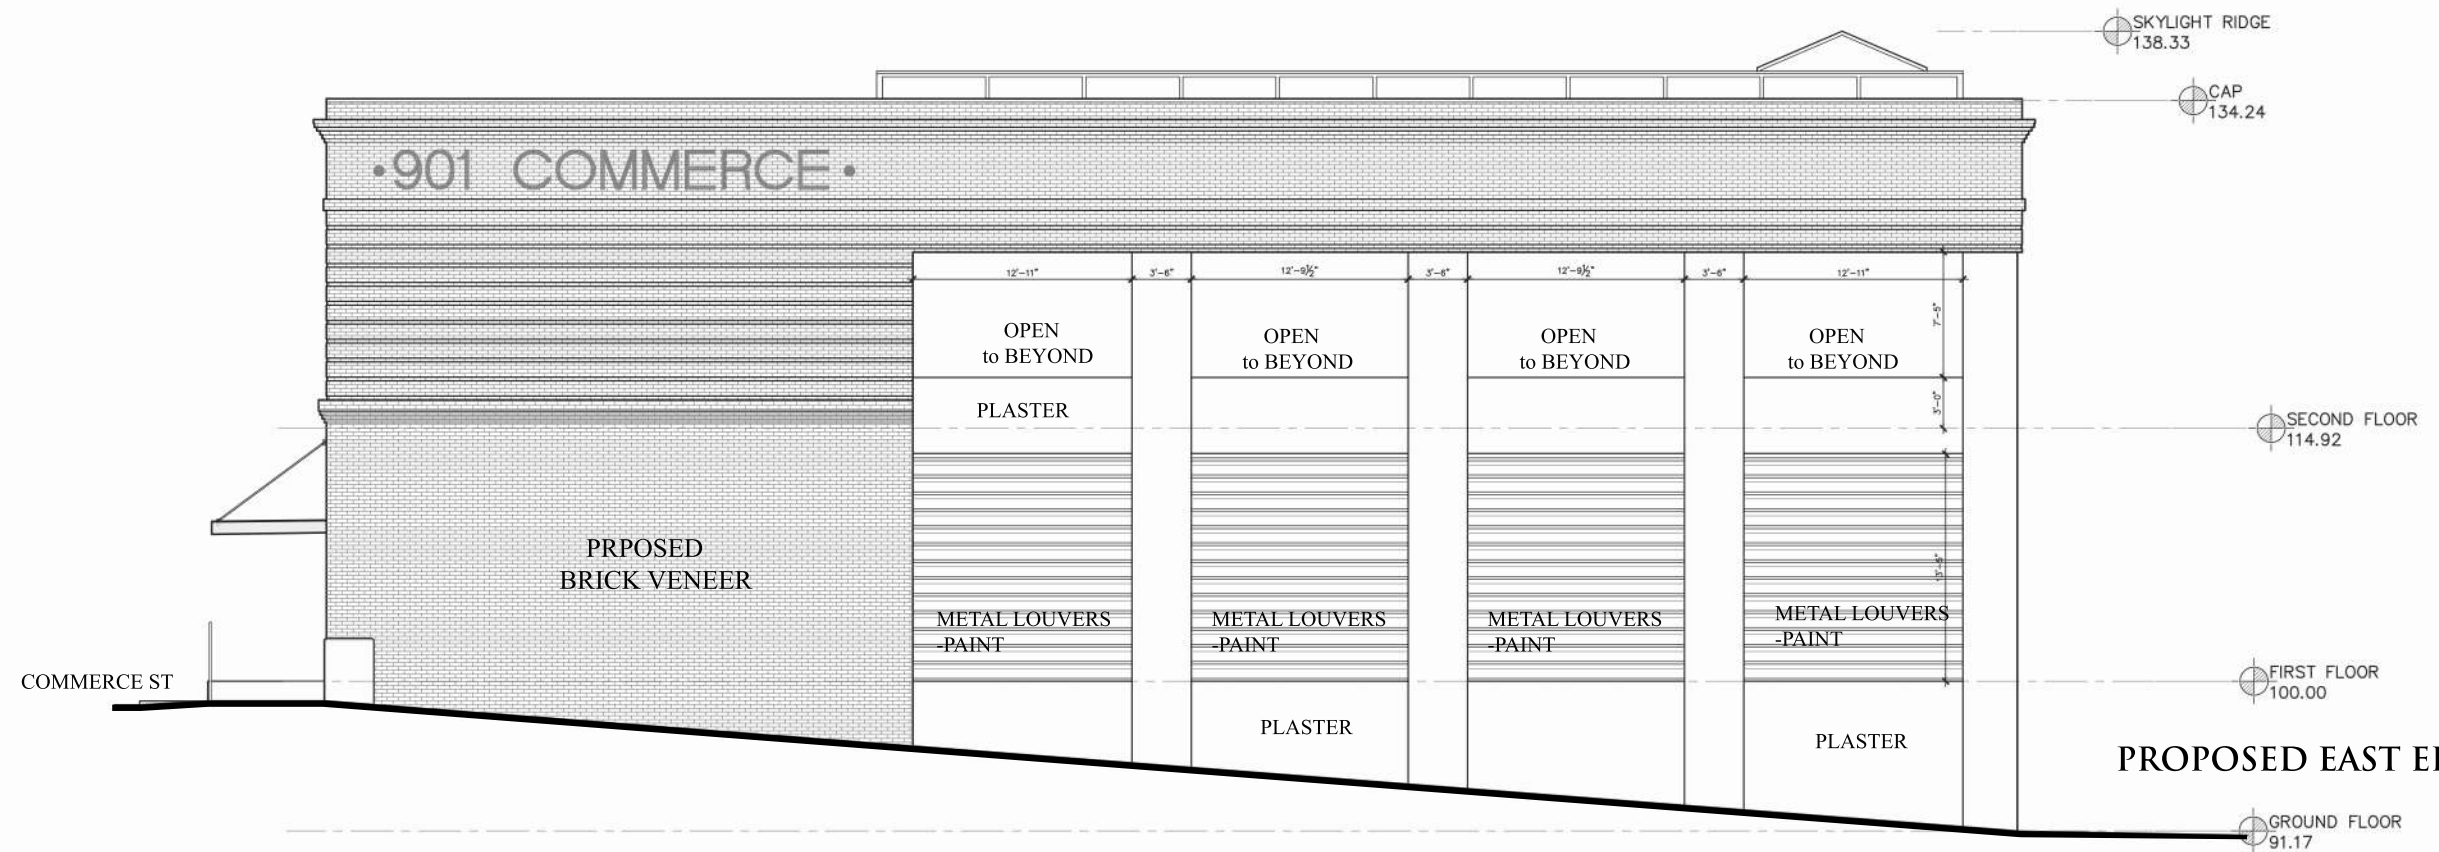 SKYLIGHT RIDGE
138.33
CAP
134.24
•901 COMMERCE•
12'-11"
3'-6"
12'-9½"
3'-6"
12'-9½"
3'-6"
12'-11"
7'-5"
OPEN
to BEYOND
OPEN
to BEYOND
OPEN
to BEYOND
OPEN
to BEYOND
PLASTER
3'-0"
SECOND FLOOR
114.92
PRPOSED
BRICK VENEER
13'-5"
METAL LOUVERS
-PAINT
METAL LOUVERS
-PAINT
METAL LOUVERS
-PAINT
METAL LOUVERS
-PAINT
COMMERCE ST
FIRST FLOOR
100.00
PLASTER
PLASTER
PROPOSED EAST
GROUND FLOOR
91.17